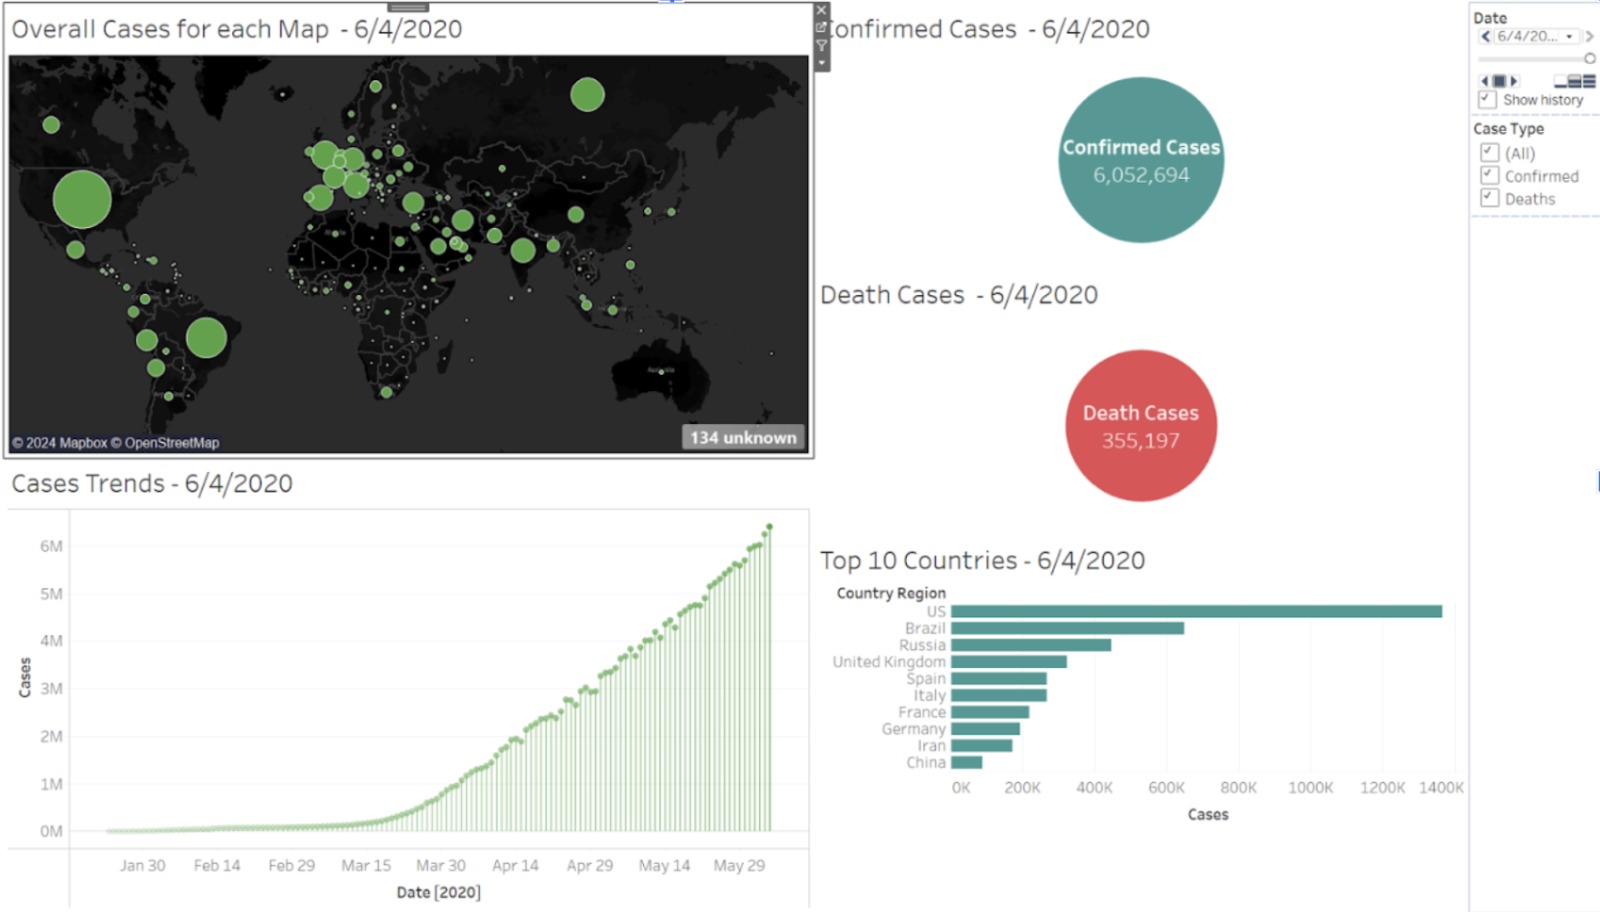 Overall Cases for each Map - 6/4/2020
© 2024 Mapbox © OpenStreetMap
134 unknown
Confirmed Cases - 6/4/2020
Confirmed Cases
6,052,694
Death Cases - 6/4/2020
Death Cases
355,197
Cases Trends - 6/4/2020
Cases
6M
5M
4M
3M
2M
1M
0M
Jan 30 Feb 14 Feb 29 Mar 15 Mar 30 Apr 14 Apr 29 May 14 May 29
Date [2020]
Top 10 Countries - 6/4/2020
Country Region
US
Brazil
Russia
United Kingdom
Spain
Italy
France
Germany
Iran
China
0K 200K 400K 600K 800K 1000K 1200K 1400K
Cases
Date
6/4/20...
Show history
Case Type
(All)
Confirmed
Deaths